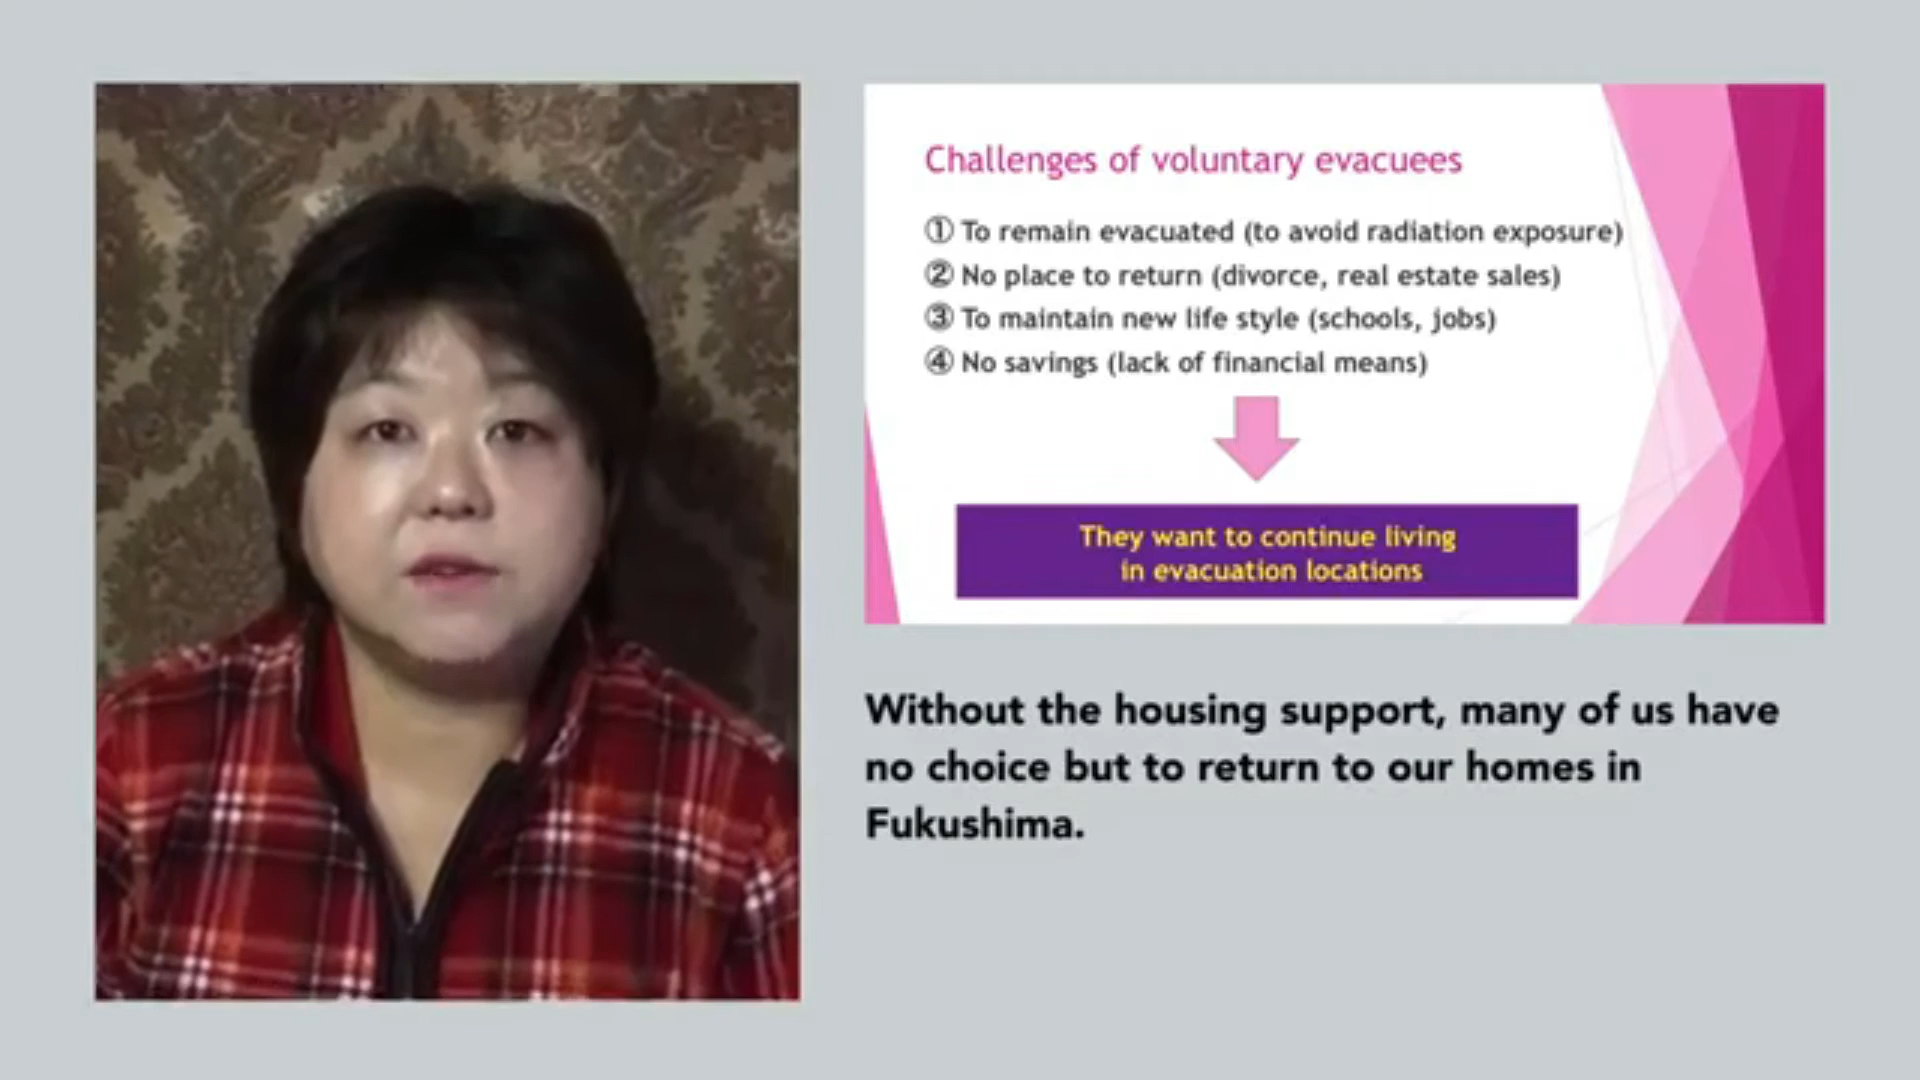 Challenges of voluntary evacuees
① To remain evacuated (to avoid radiation exposure)
② No place to return (divorce, real estate sales)
③ To maintain new life style (schools, jobs)
④ No savings (lack of financial means)
They want to continue living
in evacuation locations
Without the housing support, many of us have
no choice but to return to our homes in
Fukushima.